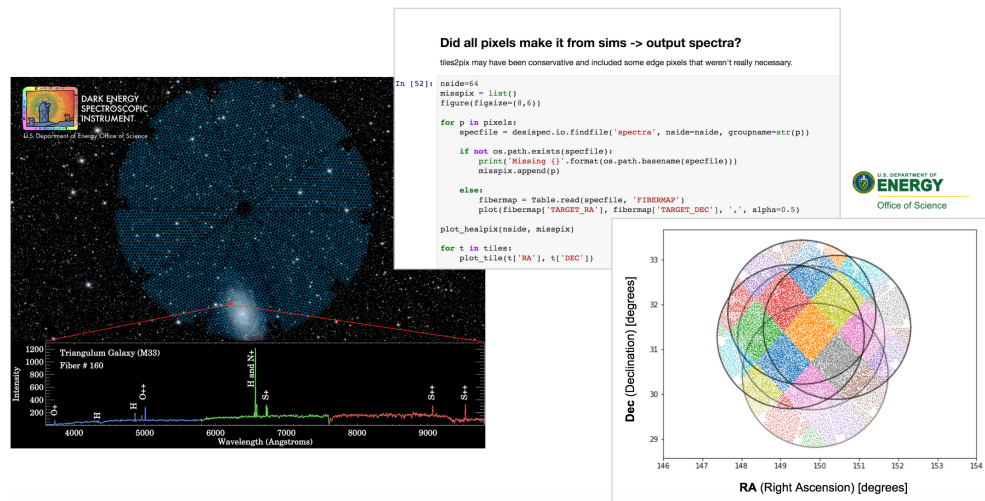 DARK ENERGY
SPECTROSCOPIC
INSTRUMENT
U.S. Department of Energy Office of Science
Triangulum Galaxy (M33)
Fiber # 160
Intensity
1200
1000
800
600
400
200
O+
H
H
O++
H and N+
S+
S++
S++
4000 5000 6000 7000 8000 9000
Wavelength (Angstroms)
Did all pixels make it from sims -> output spectra?
tiles2pix may have been conservative and included some edge pixels that weren't really necessary.
In [52]: nside=64
misspix = list()
figure(figsize=(8,6))
for p in pixels:
    specfile = desispec.io.findfile('spectra', nside=nside, groupname=str(p))
    if not os.path.exists(specfile):
        print('Missing {}'.format(os.path.basename(specfile)))
        misspix.append(p)
    else:
        fibermap = Table.read(specfile, 'FIBERMAP')
        plot(fibermap['TARGET_RA'], fibermap['TARGET_DEC'], ',', alpha=0.5)
plot_healpix(nside, misspix)
for t in tiles:
    plot_tile(t['RA'], t['DEC'])
U.S. DEPARTMENT OF
ENERGY
Office of Science
Dec (Declination) [degrees]
33
32
31
30
29
146 147 148 149 150 151 152 153 154
RA (Right Ascension) [degrees]